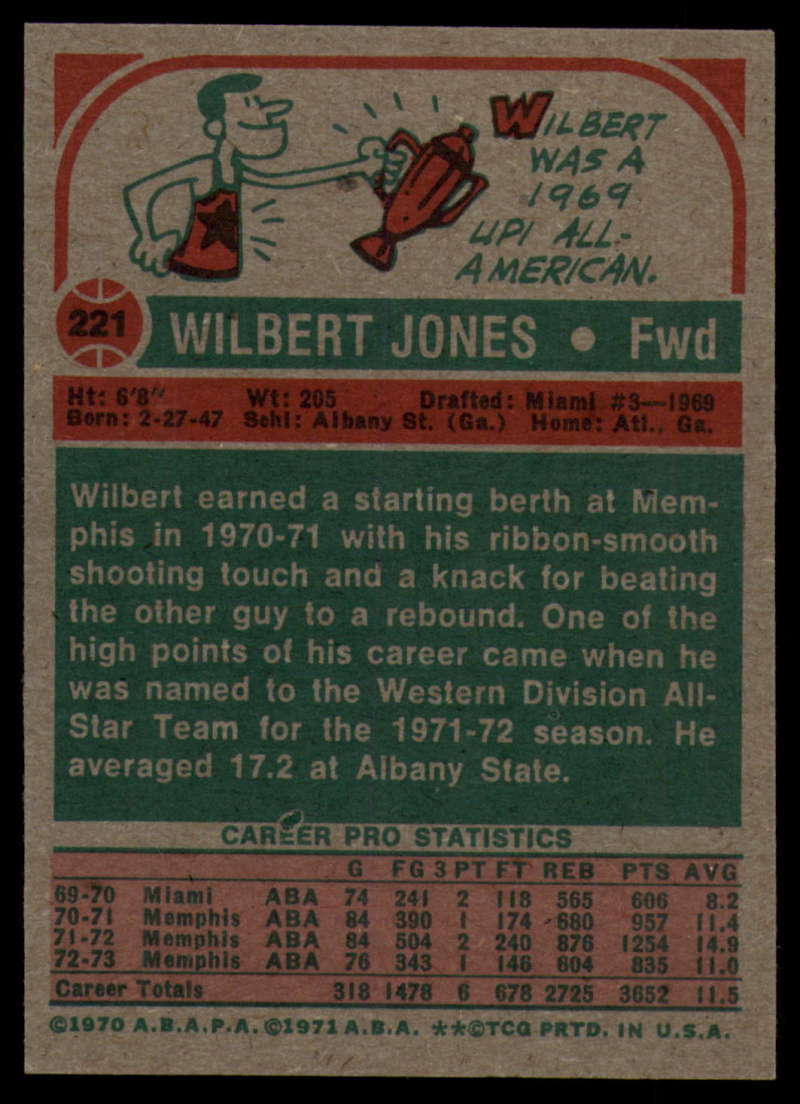 WILBERT
WAS A
1969
UPI ALL-
AMERICAN.
221 WILBERT JONES • Fwd
Ht: 6'8" Wt: 205 Drafted: Miami #3—1969
Born: 2-27-47 Schl: Albany St. (Ga.) Home: Atl., Ga.
Wilbert earned a starting berth at Mem-
phis in 1970-71 with his ribbon-smooth
shooting touch and a knack for beating
the other guy to a rebound. One of the
high points of his career came when he
was named to the Western Division All-
Star Team for the 1971-72 season. He
averaged 17.2 at Albany State.
CAREER PRO STATISTICS
G FG 3 PT FT REB PTS AVG
69-70 Miami ABA 74 241 2 118 565 606 8.2
70-71 Memphis ABA 84 390 1 174 680 957 11.4
71-72 Memphis ABA 84 504 2 240 876 1254 14.9
72-73 Memphis ABA 76 343 1 146 604 835 11.0
Career Totals 318 1478 6 678 2725 3652 11.5
©1970 A.B.A.P.A. ©1971 A.B.A. **©TCG PRTD. IN U.S.A.